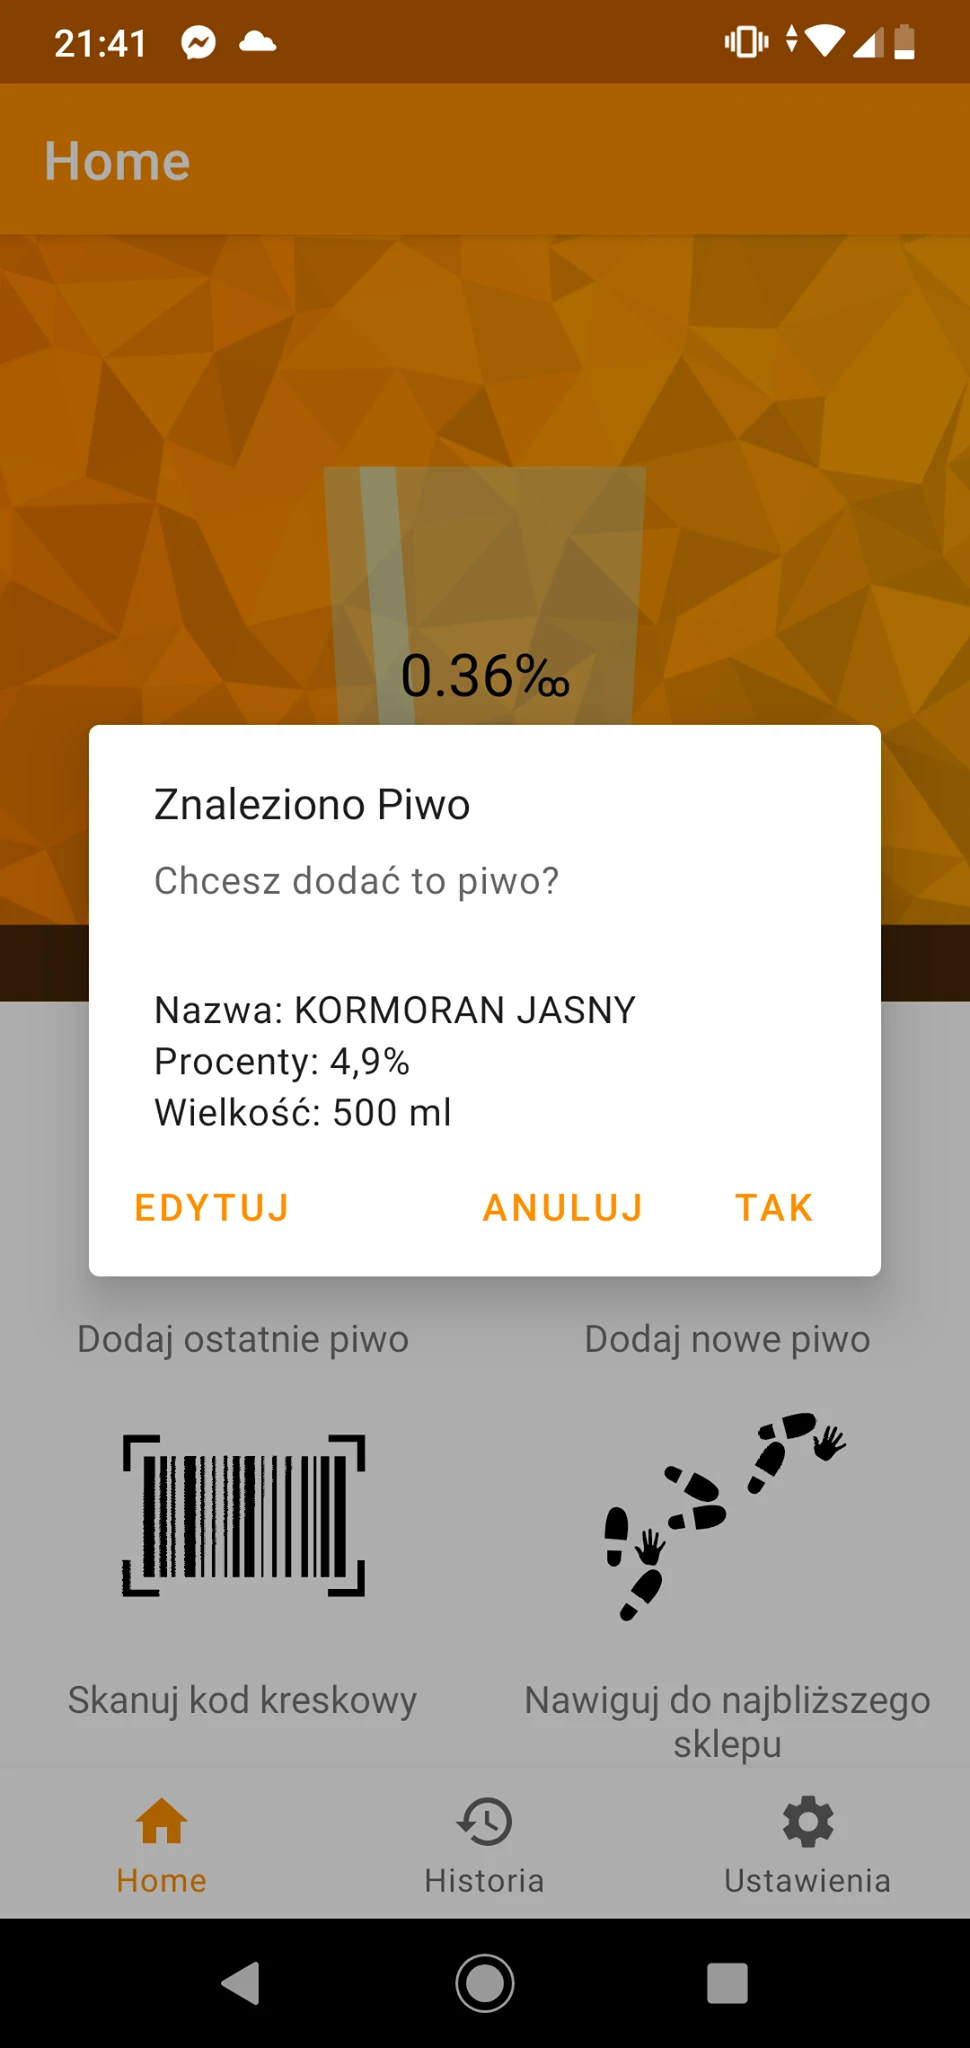 21:41
Home
0.36‱
Znaleziono Piwo
Chcesz dodać to piwo?
Nazwa: KORMORAN JASNY
Procenty: 4,9%
Wielkość: 500 ml
EDYTUJ ANULUJ TAK
Dodaj ostatnie piwo
Dodaj nowe piwo
Skanuj kod kreskowy
Nawiguj do najbliższego
sklepu
Home
Historia
Ustawienia